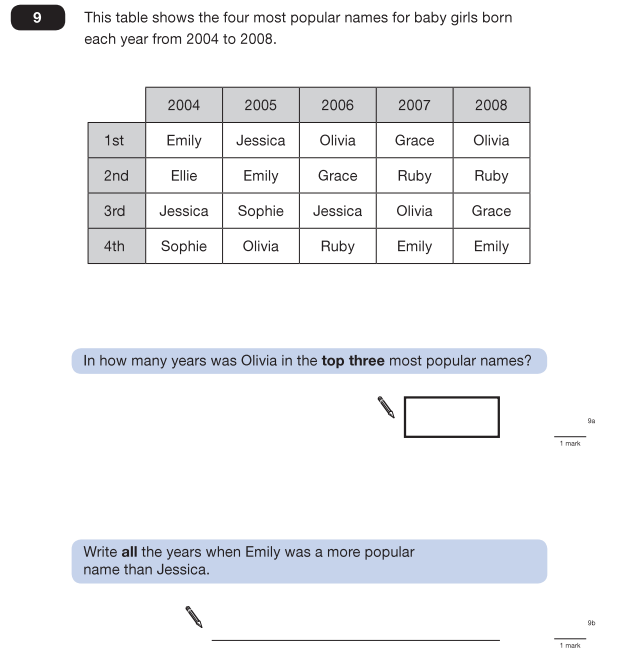 9
This table shows the four most popular names for baby girls born
each year from 2004 to 2008.
2004 2005 2006 2007 2008
1st Emily Jessica Olivia Grace Olivia
2nd Ellie Emily Grace Ruby Ruby
3rd Jessica Sophie Jessica Olivia Grace
4th Sophie Olivia Ruby Emily Emily
In how many years was Olivia in the top three most popular names?
9a
1 mark
Write all the years when Emily was a more popular
name than Jessica.
9b
1 mark